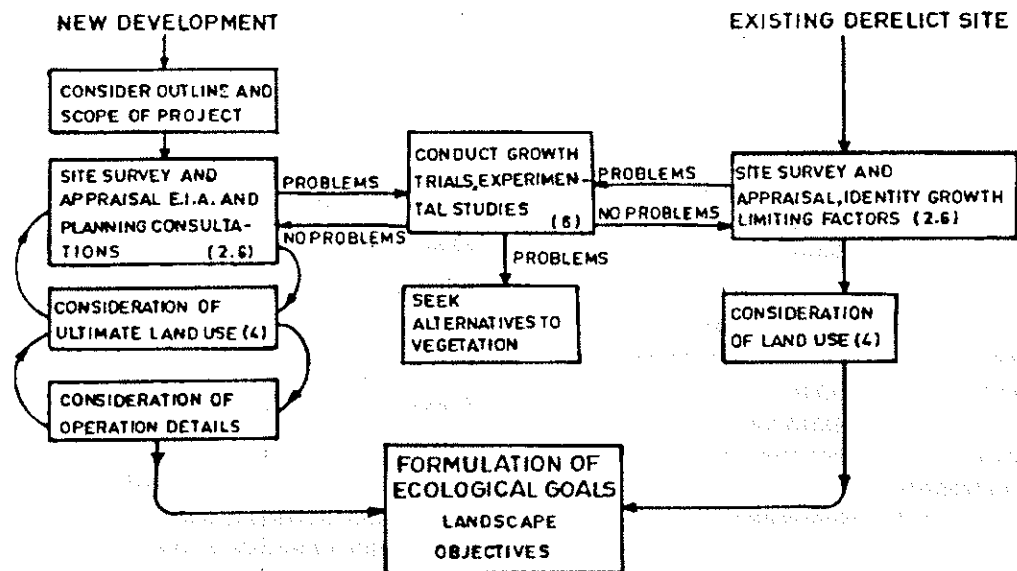 NEW DEVELOPMENT
EXISTING DERELICT SITE
CONSIDER OUTLINE AND
SCOPE OF PROJECT
SITE SURVEY AND
APPRAISAL E.I.A. AND
PLANNING CONSULTA-
TIONS (2.6)
PROBLEMS
NO PROBLEMS
CONDUCT GROWTH
TRIALS, EXPERIMEN-
TAL STUDIES
(6)
PROBLEMS
NO PROBLEMS
SITE SURVEY AND
APPRAISAL, IDENTITY GROWTH
LIMITING FACTORS (2.6)
PROBLEMS
SEEK
ALTERNATIVES TO
VEGETATION
CONSIDERATION OF
ULTIMATE LAND USE (4)
CONSIDERATION
OF LAND USE (4)
CONSIDERATION OF
OPERATION DETAILS
FORMULATION OF
ECOLOGICAL GOALS
LANDSCAPE
OBJECTIVES